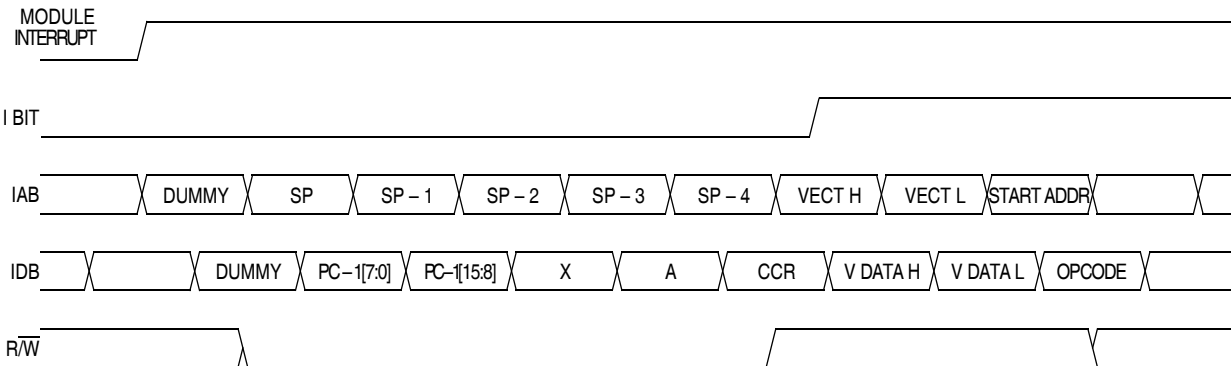 MODULE
INTERRUPT
I BIT
IAB DUMMY SP SP – 1 SP – 2 SP – 3 SP – 4 VECT H VECT L START ADDR
IDB DUMMY PC – 1[7:0] PC–1[15:8] X A CCR V DATA H V DATA L OPCODE
R/W̅